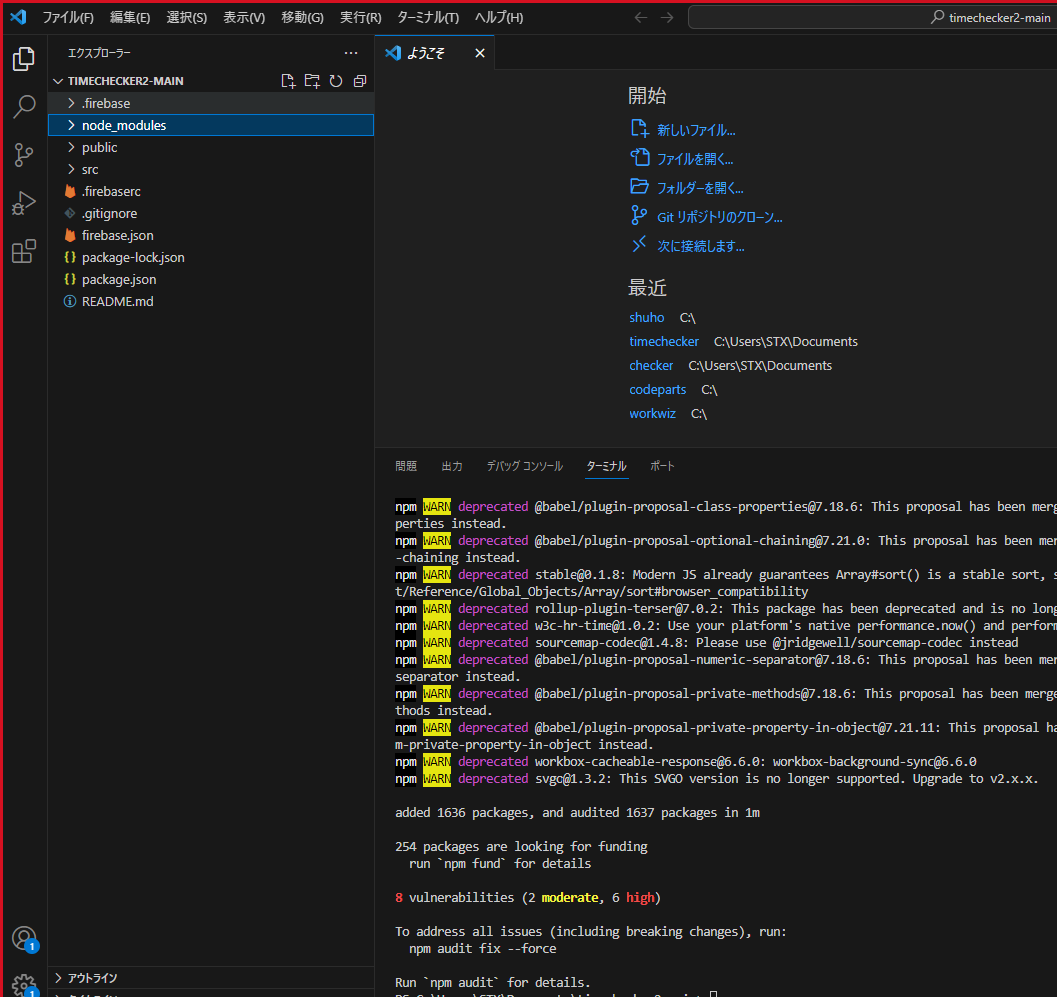 ファイル(F) 編集(E) 選択(S) 表示(V) 移動(G) 実行(R) ターミナル(T) ヘルプ(H) timechecker2-main
エクスプローラー
TIMECHECKER2-MAIN
.firebase
node_modules
public
src
.firebaserc
.gitignore
firebase.json
package-lock.json
package.json
README.md
ようこそ
開始
新しいファイル...
ファイルを開く...
フォルダーを開く...
Git リポジトリのクローン...
次に接続します...
最近
shuho C:\
timechecker C:\Users\STX\Documents
checker C:\Users\STX\Documents
codeparts C:\
workwiz C:\
問題 出力 デバッグ コンソール ターミナル ポート
npm WARN deprecated @babel/plugin-proposal-class-properties@7.18.6: This proposal has been merg
perties instead.
npm WARN deprecated @babel/plugin-proposal-optional-chaining@7.21.0: This proposal has been mer
-chaining instead.
npm WARN deprecated stable@0.1.8: Modern JS already guarantees Array#sort() is a stable sort, s
t/Reference/Global_Objects/Array/sort#browser_compatibility
npm WARN deprecated rollup-plugin-terser@7.0.2: This package has been deprecated and is no long
npm WARN deprecated w3c-hr-time@1.0.2: Use your platform's native performance.now() and perform
npm WARN deprecated sourcemap-codec@1.4.8: Please use @jridgewell/sourcemap-codec instead
npm WARN deprecated @babel/plugin-proposal-numeric-separator@7.18.6: This proposal has been mer
separator instead.
npm WARN deprecated @babel/plugin-proposal-private-methods@7.18.6: This proposal has been merge
thods instead.
npm WARN deprecated @babel/plugin-proposal-private-property-in-object@7.21.11: This proposal ha
m-private-property-in-object instead.
npm WARN deprecated workbox-cacheable-response@6.6.0: workbox-background-sync@6.6.0
npm WARN deprecated svgo@1.3.2: This SVGO version is no longer supported. Upgrade to v2.x.x.
added 1636 packages, and audited 1637 packages in 1m
254 packages are looking for funding
run `npm fund` for details
8 vulnerabilities (2 moderate, 6 high)
To address all issues (including breaking changes), run:
npm audit fix --force
Run `npm audit` for details.
1
アウトライン
1